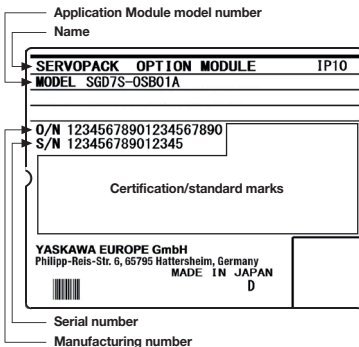 Application Module model number
Name
SERVOPACK OPTION MODULE IP10
MODEL SGD7S-OSB01A
O/N 12345678901234567890
S/N 123456789012345
Certification/standard marks
YASKAWA EUROPE GmbH
Philipp-Reis-Str. 6, 65795 Hattersheim, Germany
MADE IN JAPAN
D
Serial number
Manufacturing number